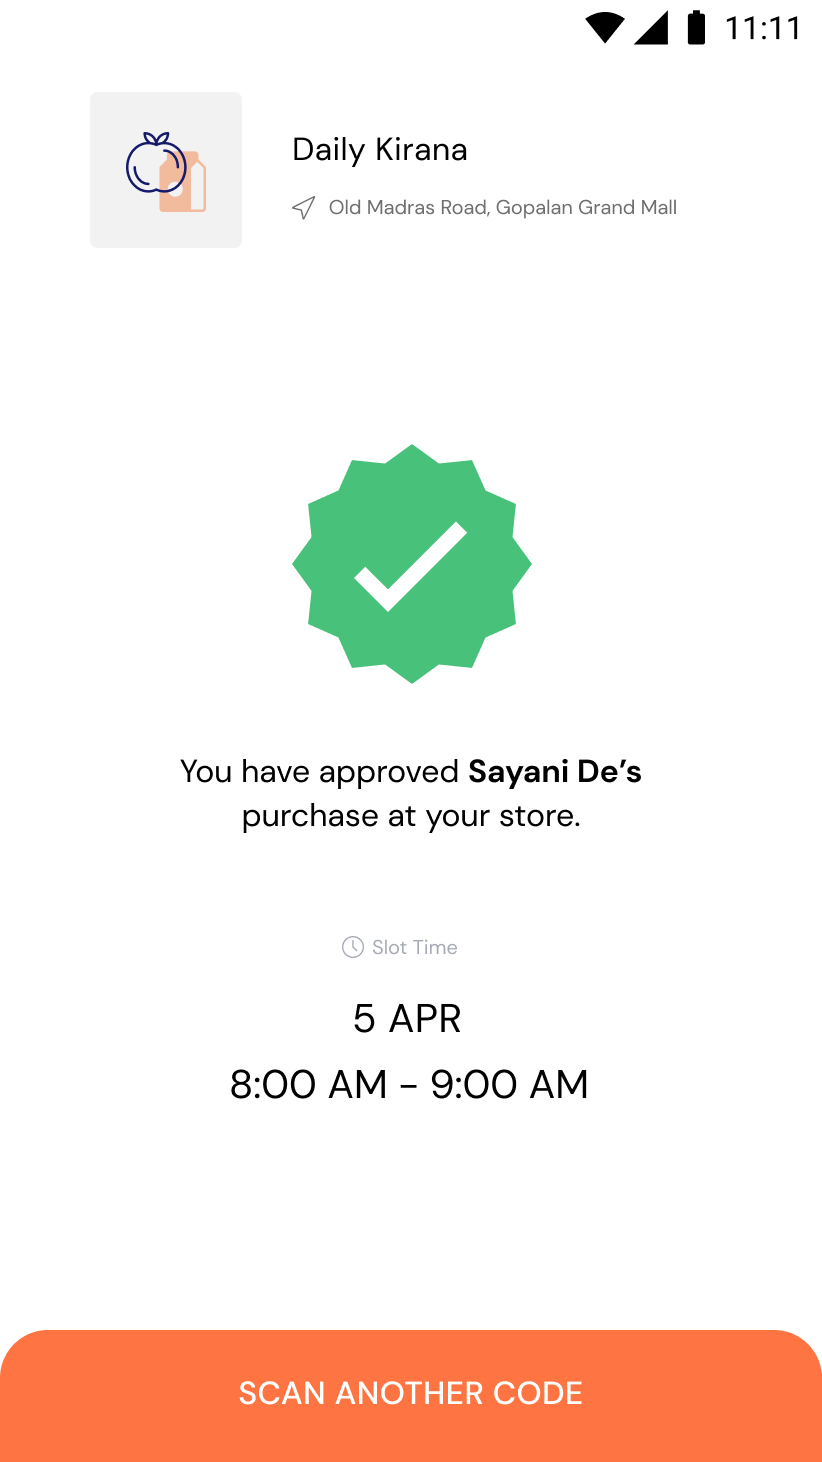 11:11
Daily Kirana
Old Madras Road, Gopalan Grand Mall
You have approved Sayani De’s
purchase at your store.
Slot Time
5 APR
8:00 AM - 9:00 AM
SCAN ANOTHER CODE